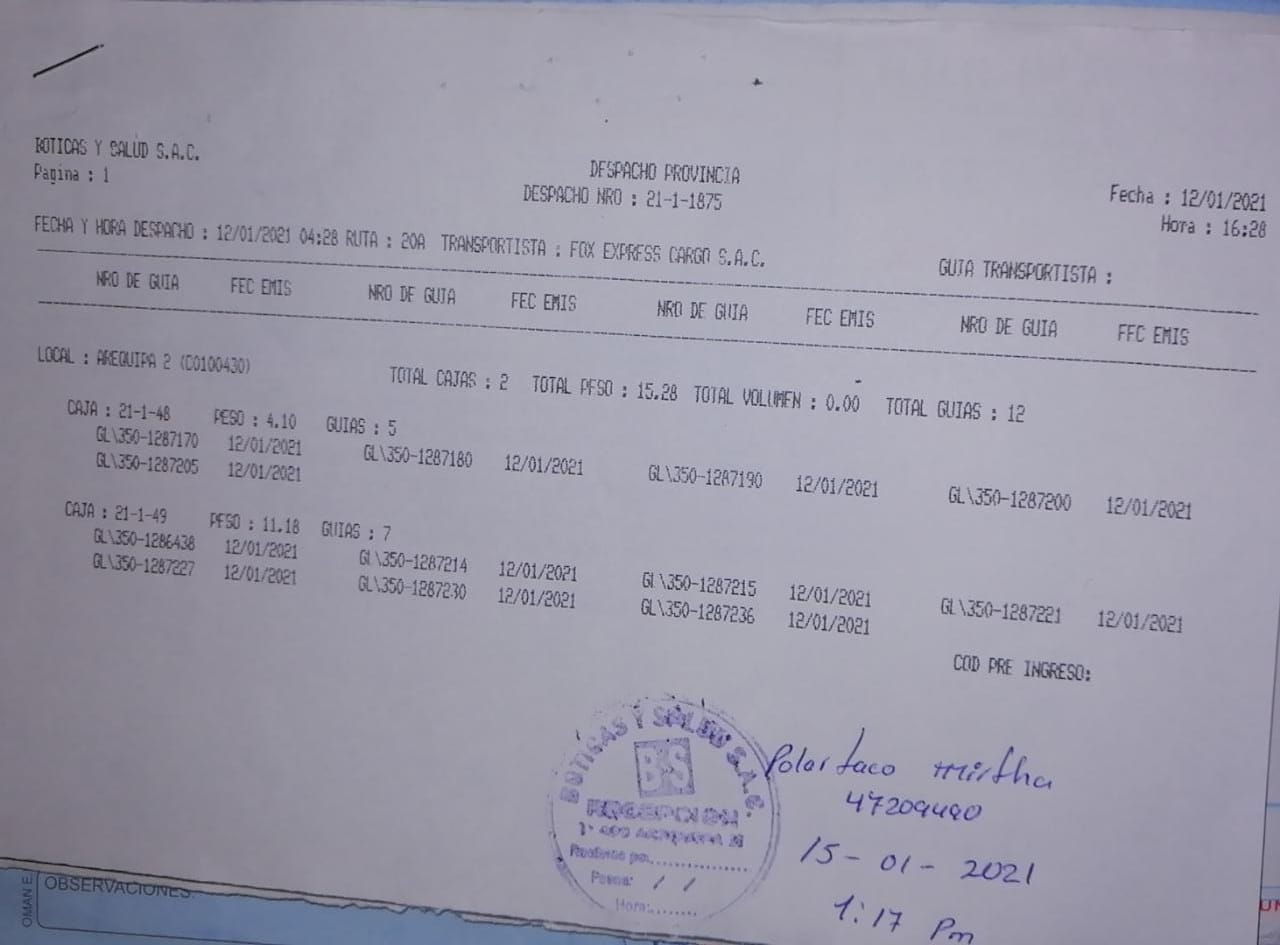 BOTICAS Y SALUD S.A.C.
Pagina : 1
DESPACHO PROVINCIA
DESPACHO NRO : 21-1-1875
Fecha : 12/01/2021
Hora : 16:28
FECHA Y HORA DESPACHO : 12/01/2021 04:28 RUTA : 20A TRANSPORTISTA : FOX EXPRESS CARGO S.A.C.
GUIA TRANSPORTISTA :
NRO DE GUIA FEC EMIS NRO DE GUIA FEC EMIS NRO DE GUIA FEC EMIS NRO DE GUIA FEC EMIS
LOCAL : AREQUIPA 2 (C0100430) TOTAL CAJAS : 2 TOTAL PESO : 15.28 TOTAL VOLUMEN : 0.00 TOTAL GUIAS : 12
CAJA : 21-1-48 PESO : 4.10 GUIAS : 5
GL\350-1287170 12/01/2021 GL\350-1287180 12/01/2021 GL\350-1287190 12/01/2021 GL\350-1287200 12/01/2021
GL\350-1287205 12/01/2021
CAJA : 21-1-49 PESO : 11.18 GUIAS : 7
GL\350-1286438 12/01/2021 GL\350-1287214 12/01/2021 GL\350-1287215 12/01/2021 GL\350-1287221 12/01/2021
GL\350-1287227 12/01/2021 GL\350-1287230 12/01/2021 GL\350-1287236 12/01/2021
COD PRE INGRESO:
BOTICAS Y SALUD S.A.C.
BS
RECEPCION
Hora:........
Polar Taco Mirtha
47209490
15-01-2021
1:17 Pm
OBSERVACIONES:
OMAN E.